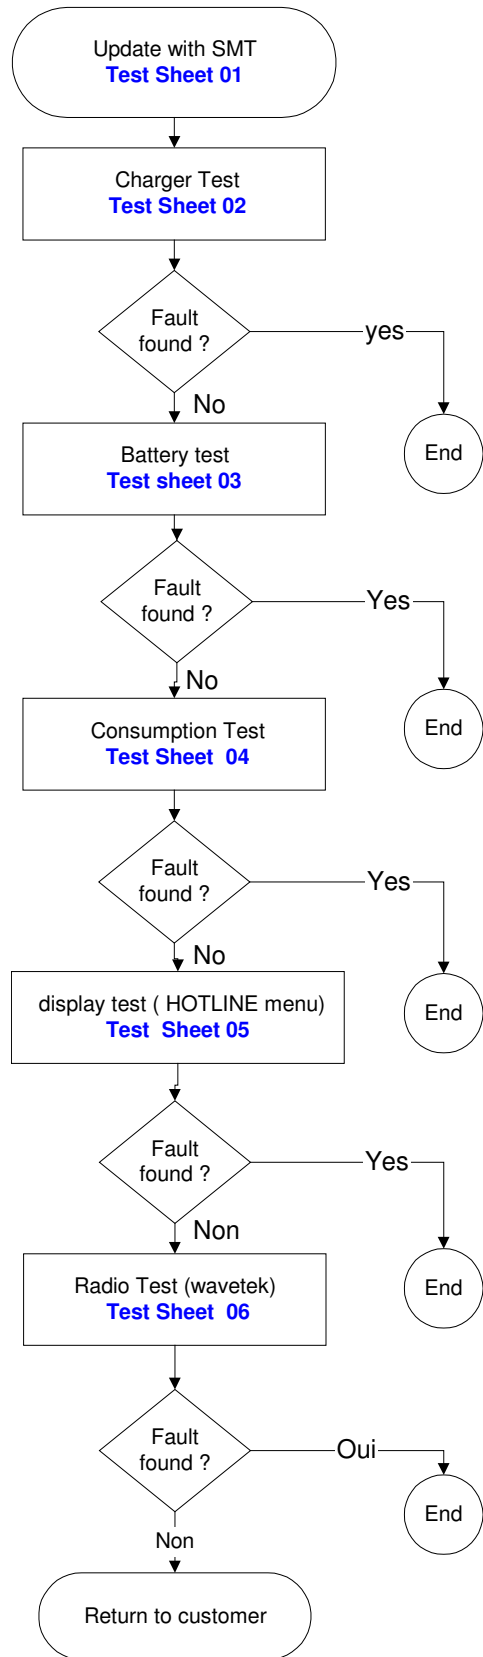 Update with SMT
Test Sheet 01
Charger Test
Test Sheet 02
Fault
found ?
yes
End
No
Battery test
Test sheet 03
Fault
found ?
Yes
End
No
Consumption Test
Test Sheet  04
Fault
found ?
Yes
End
No
display test ( HOTLINE menu)
Test  Sheet 05
Fault
found ?
Yes
End
Non
Radio Test (wavetek)
Test Sheet  06
Fault
found ?
Oui
End
Non
Return to customer